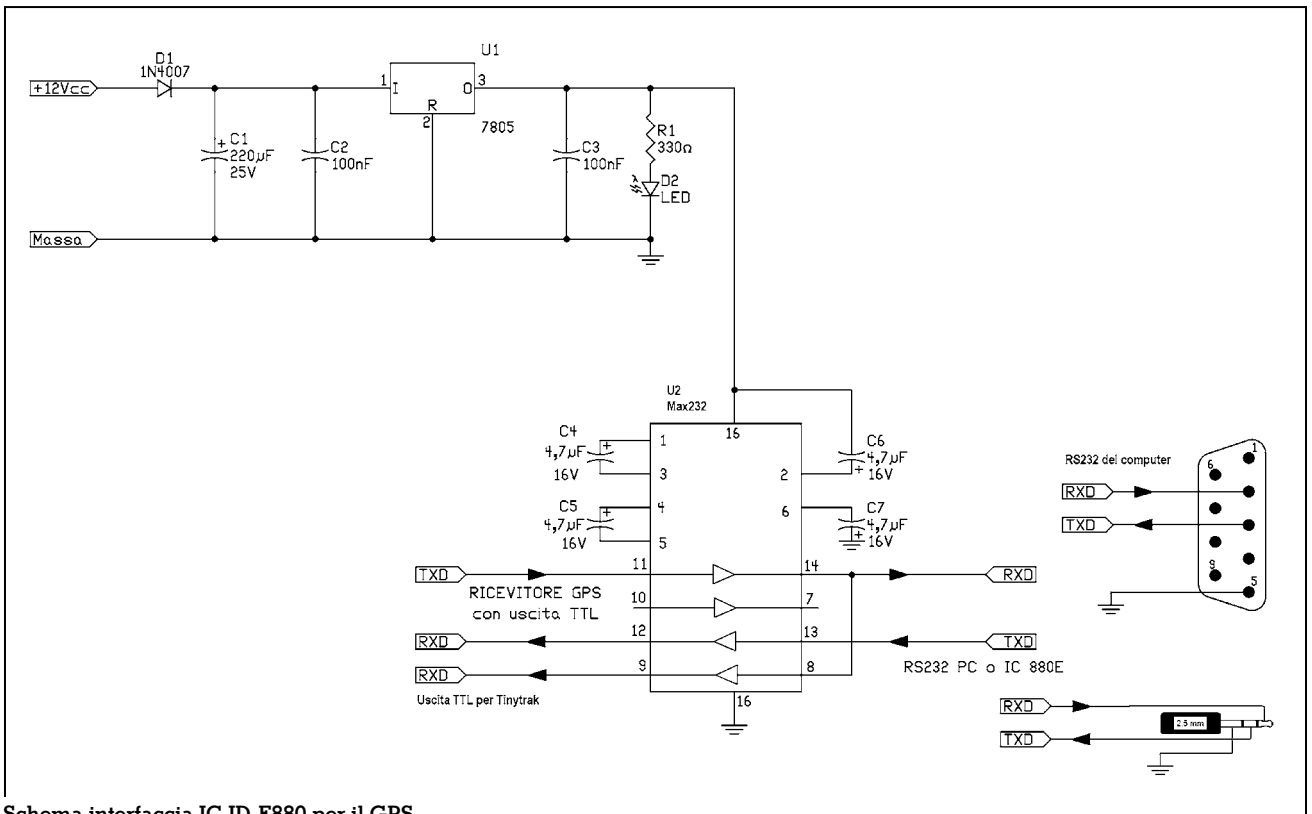 D1
1N4007
U1
+12Vcc
1
I
O
3
R
2
7805
+
C1
220µF
25V
C2
100nF
C3
100nF
R1
330Ω
D2
LED
Massa
U2
Max232
16
C4
+
4,7µF
16V
1
3
2
C6
4,7µF
+
16V
C5
+
4,7µF
16V
4
5
6
C7
4,7µF
+
16V
RS232 del computer
1
6
9
5
RXD
TXD
TXD
11
14
RXD
RICEVITORE GPS
con uscita TTL
10
7
RXD
12
13
TXD
RS232 PC o IC 880E
RXD
9
8
Uscita TTL per Tinytrak
16
RXD
TXD
2.5 mm
Schema interfaccia IC ID-E880 per il GPS